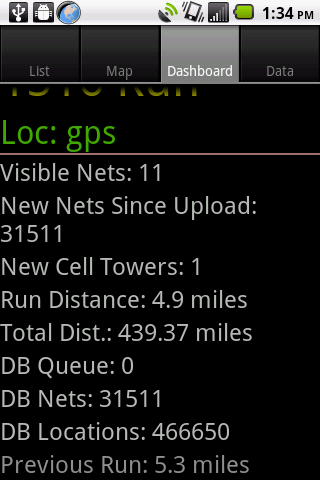 1:34 PM
List Map Dashboard Data
Run
Loc: gps
Visible Nets: 11
New Nets Since Upload:
31511
New Cell Towers: 1
Run Distance: 4.9 miles
Total Dist.: 439.37 miles
DB Queue: 0
DB Nets: 31511
DB Locations: 466650
Previous Run: 5.3 miles